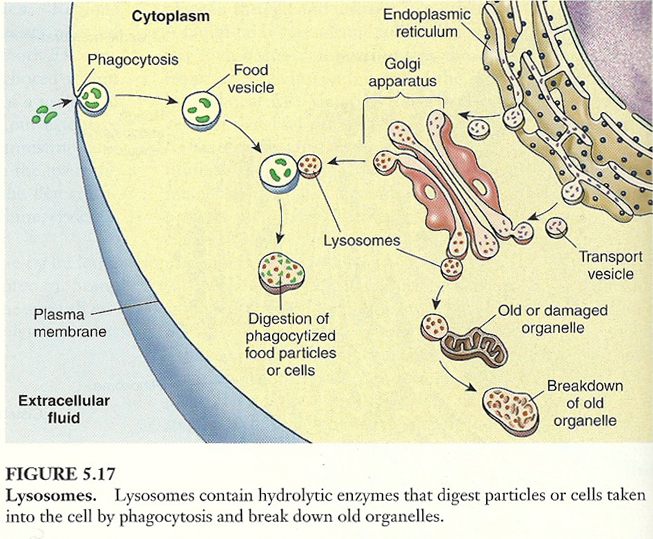 Cytoplasm
Endoplasmic
reticulum
Phagocytosis
Food
vesicle
Golgi
apparatus
Lysosomes
Transport
vesicle
Plasma
membrane
Digestion of
phagocytized
food particles
or cells
Old or damaged
organelle
Extracellular
fluid
Breakdown
of old
organelle
FIGURE 5.17
Lysosomes. Lysosomes contain hydrolytic enzymes that digest particles or cells taken
into the cell by phagocytosis and break down old organelles.